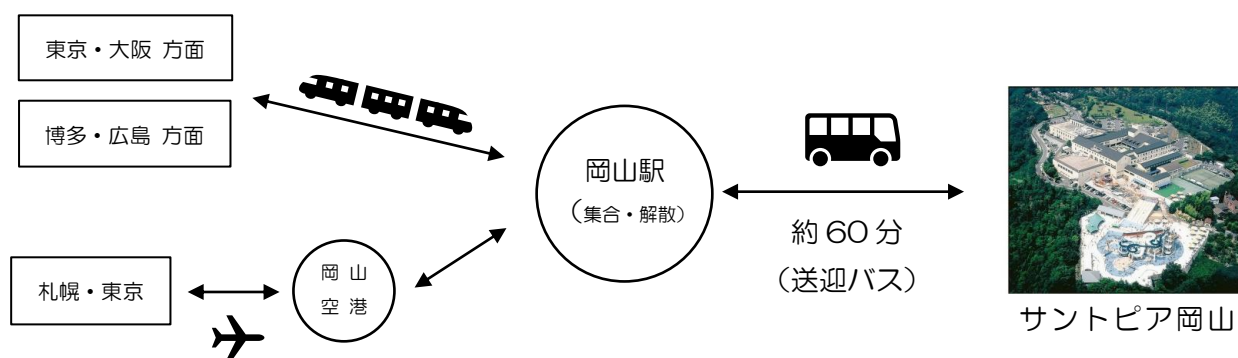 東京・大阪 方面
博多・広島 方面
岡山駅
（集合・解散）
約 60 分
（送迎バス）
サントピア岡山
札幌・東京
岡 山
空 港